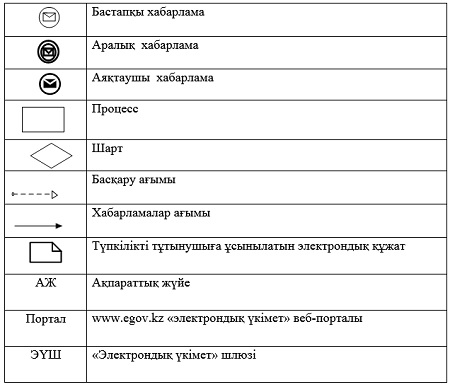 Бастапқы хабарлама
Аралық хабарлама
Аяқтаушы хабарлама
Процесс
Шарт
Басқару ағымы
Хабарламалар ағымы
Түпкілікті тұтынушыға ұсынылатын электрондық құжат
АЖ Ақпараттық жүйе
Портал www.egov.kz «электрондық үкімет» веб-порталы
ЭҮШ «Электрондық үкімет» шлюзі